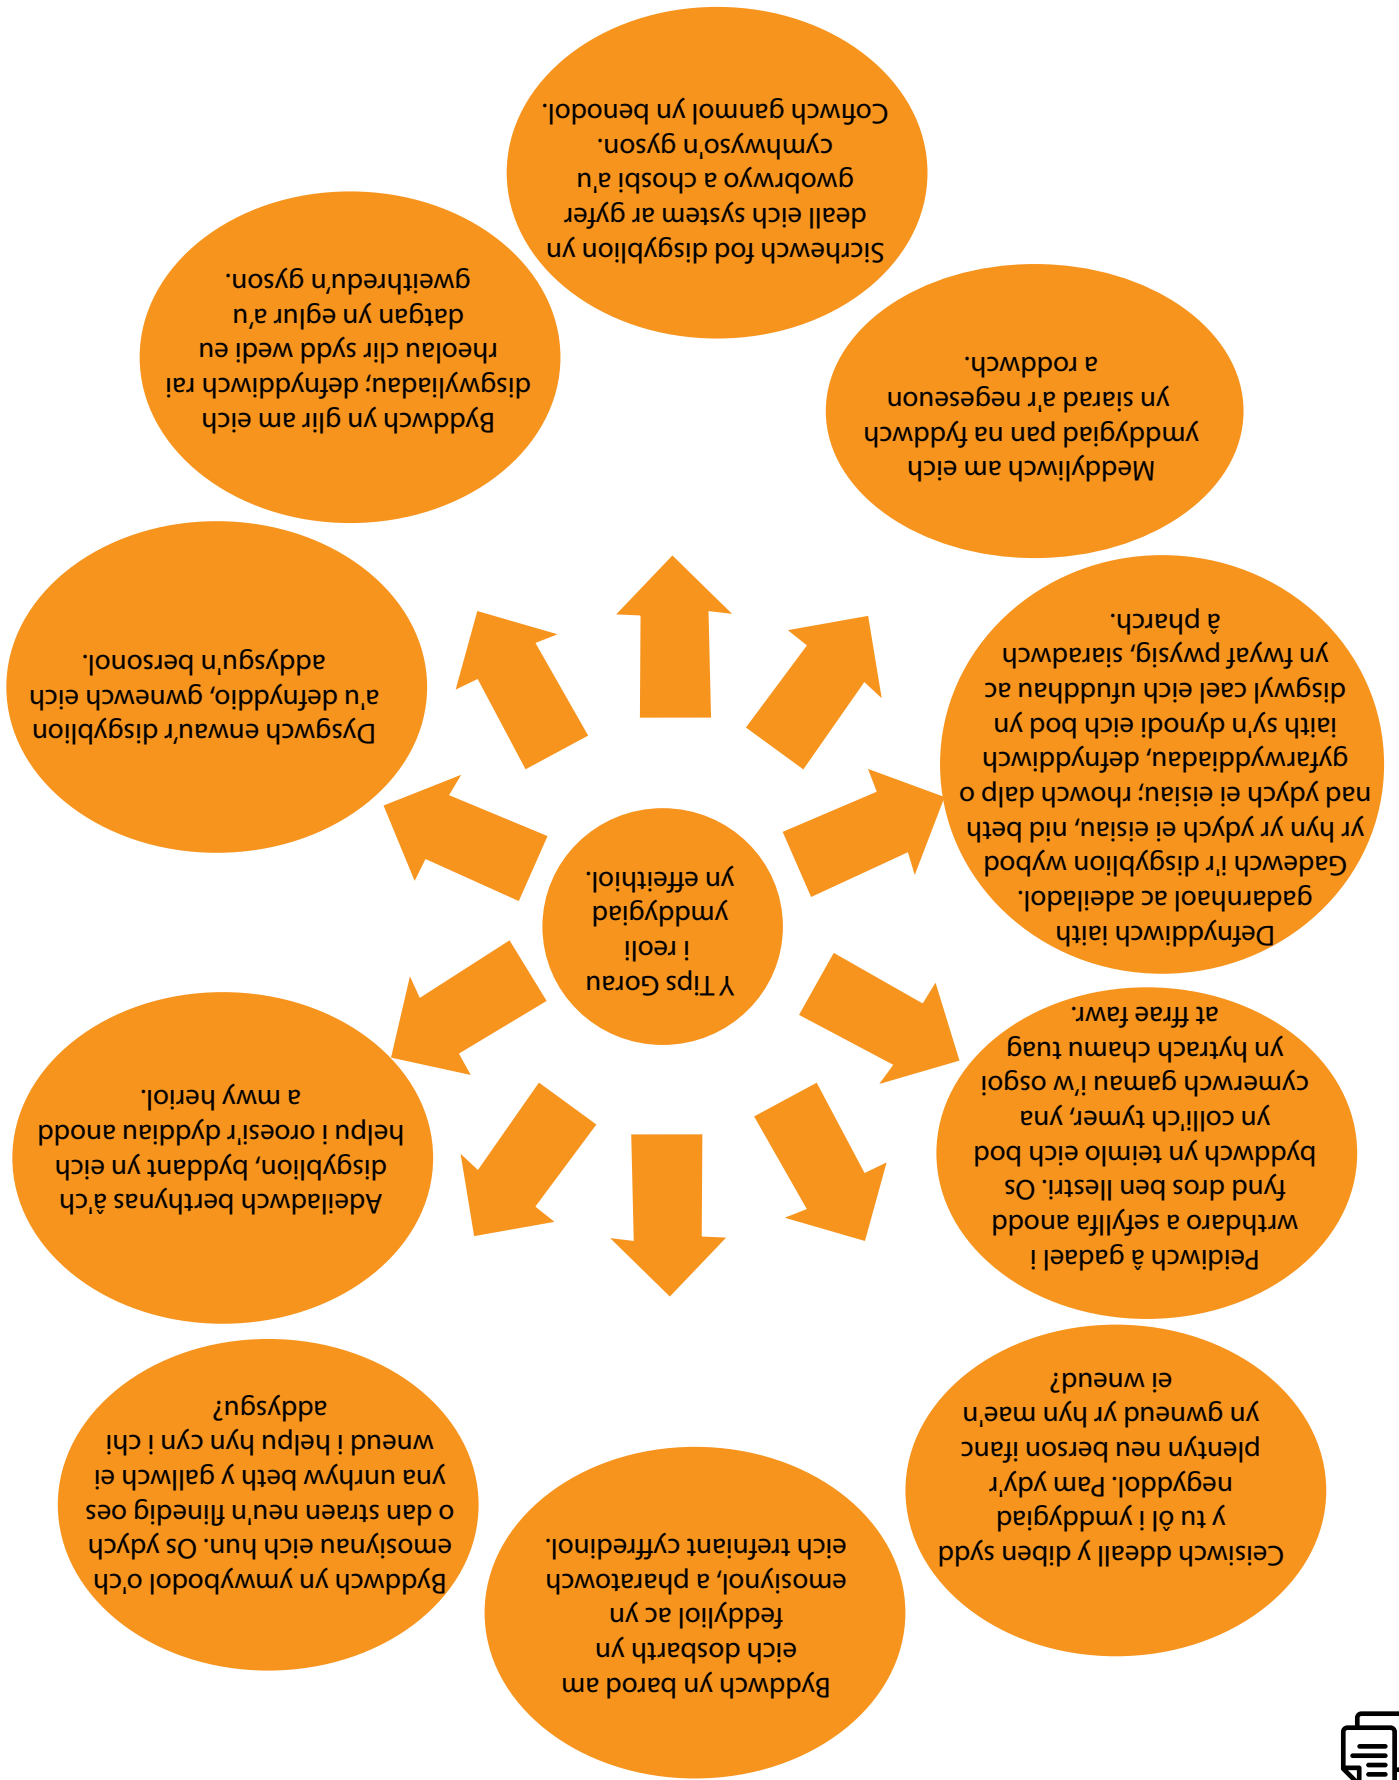 Y Tips Gorau
i reoli
ymddygiad
yn effeithiol.
Byddwch yn barod am
eich dosbarth yn
feddyliol ac yn
emosiynol, a pharatowch
eich trefniant cyffredinol.
Byddwch yn ymwybodol o'ch
emosiynau eich hun. Os ydych
o dan straen neu'n flinedig oes
yna unrhyw beth y gallwch ei
wneud i helpu hyn cyn i chi
addysgu?
Adeiladwch berthynas â'ch
disgyblion, byddant yn eich
helpu i oroesi'r dyddiau anodd
a mwy heriol.
Dysgwch enwau'r disgyblion
a'u defnyddio, gwnewch eich
addysgu'n bersonol.
Byddwch yn glir am eich
disgwyliadau; defnyddiwch rai
rheolau clir sydd wedi eu
datgan yn eglur a'u
gweithredu'n gyson.
Sicrhewch fod disgyblion yn
deall eich system ar gyfer
gwobrwyo a chosbi a'u
cymhwyso'n gyson.
Cofiwch ganmol yn benodol.
Meddyliwch am eich
ymddygiad pan na fyddwch
yn siarad a'r negeseuon
a roddwch.
Defnyddiwch iaith
gadarnhaol ac adeiladol.
Gadewch i'r disgyblion wybod
yr hyn yr ydych ei eisiau, nid beth
nad ydych ei eisiau; rhowch dalp o
gyfarwyddiadau, defnyddiwch
iaith sy'n dynodi eich bod yn
disgwyl cael eich ufuddhau ac
yn fwyaf pwysig, siaradwch
â pharch.
Peidiwch â gadael i
wrthdaro a sefyllfa anodd
fynd dros ben llestri. Os
byddwch yn teimlo eich bod
yn colli'ch tymer, yna
cymerwch gamau i'w osgoi
yn hytrach chamu tuag
at ffrae fawr.
Ceisiwch ddeall y diben sydd
y tu ôl i ymddygiad
negyddol. Pam ydy'r
plentyn neu berson ifanc
yn gwneud yr hyn mae'n
ei wneud?